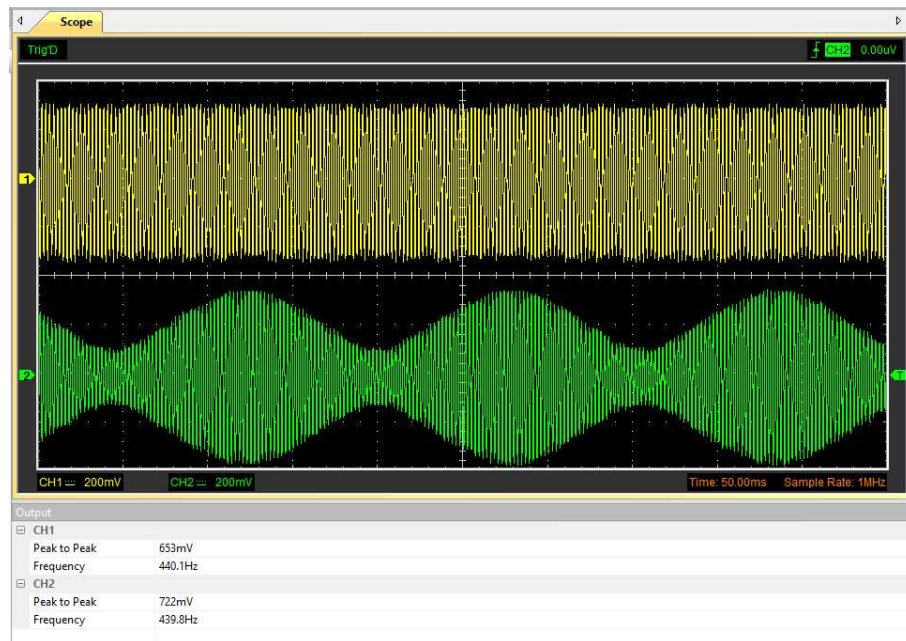 Scope
Trig'D CH2 0.00uV
1
2 T
CH1 200mV CH2 200mV Time: 50.00ms Sample Rate: 1MHz
Output
CH1
Peak to Peak 653mV
Frequency 440.1Hz
CH2
Peak to Peak 722mV
Frequency 439.8Hz